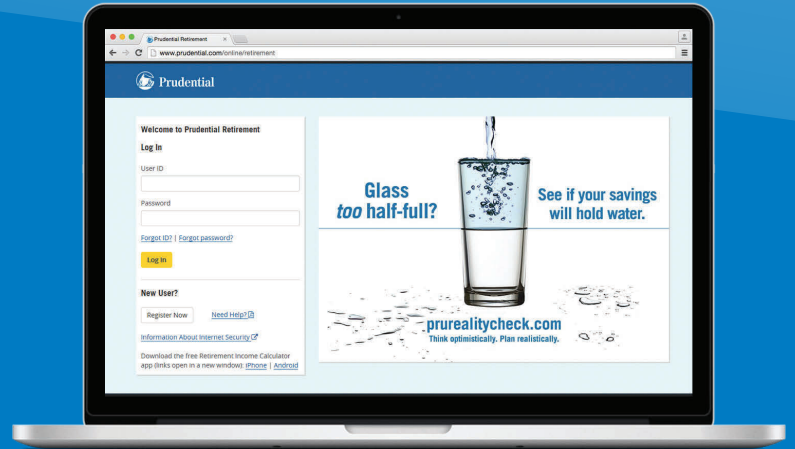 Prudential Retirement
www.prudential.com/online/retirement
Prudential
Welcome to Prudential Retirement
Log In
User ID
Password
Forgot ID? | Forgot password?
Log In
New User?
Register Now Need Help?
Information About Internet Security
Download the free Retirement Income Calculator
app (links open in a new window): iPhone | Android
Glass
too half-full?
See if your savings
will hold water.
prurealitycheck.com
Think optimistically. Plan realistically.